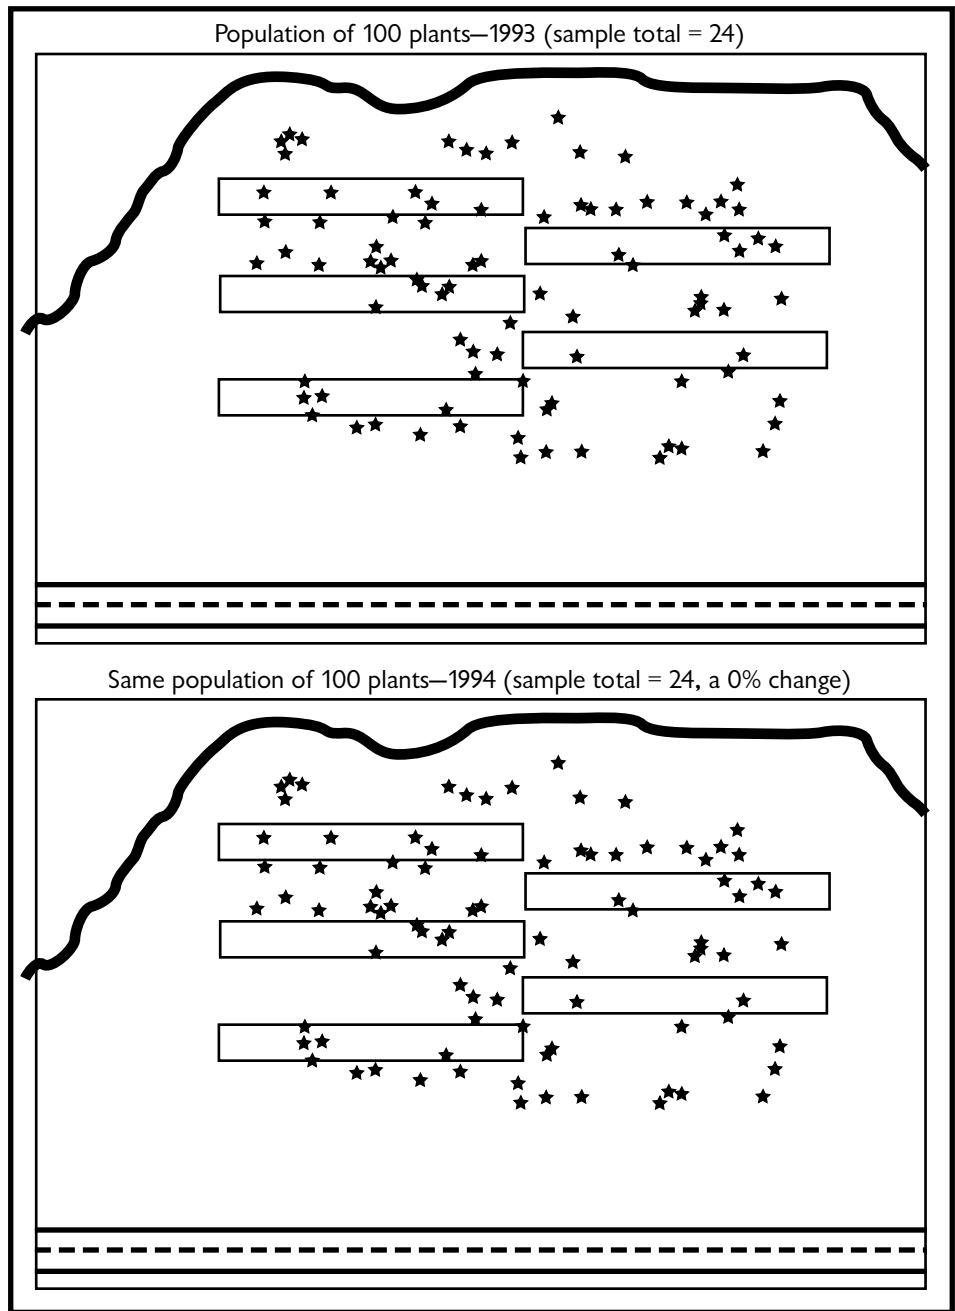 Population of 100 plants—1993 (sample total = 24)
Same population of 100 plants—1994 (sample total = 24, a 0% change)